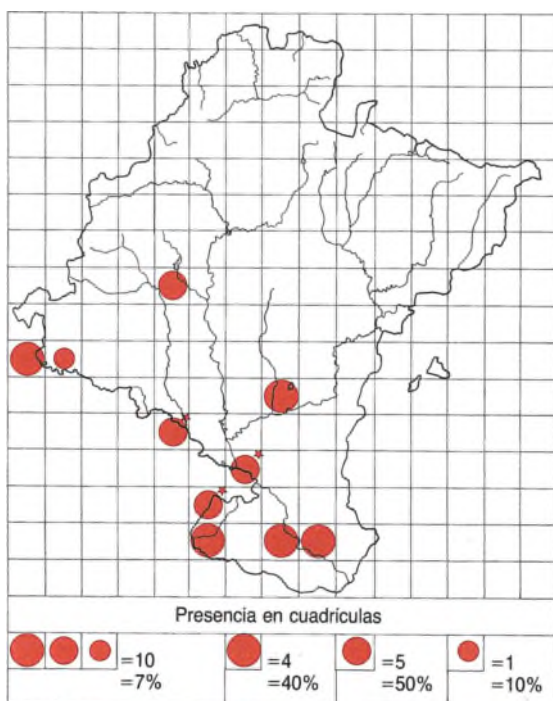 Presencia en cuadrículas
=10 =4 =5 =1
=7% =40% =50% =10%